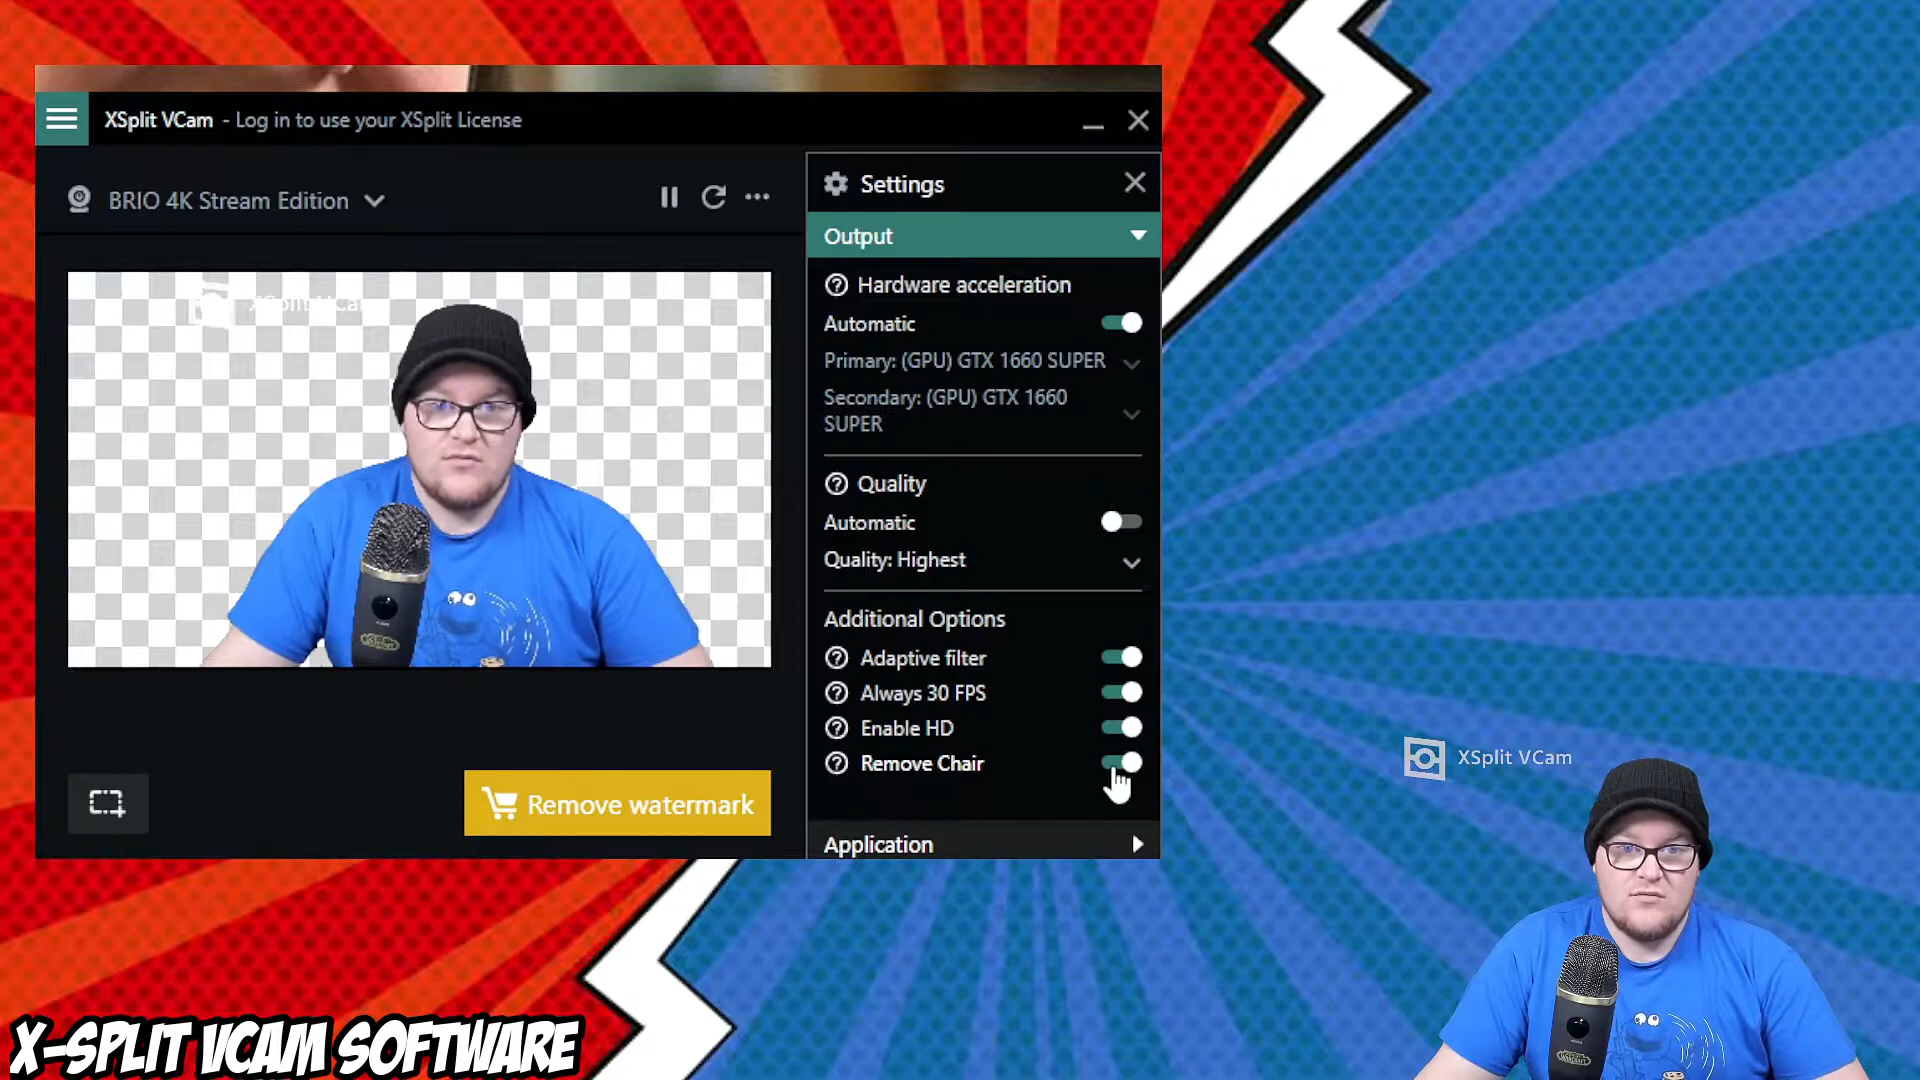 XSplit VCam - Log in to use your XSplit License
BRIO 4K Stream Edition
XSplit VCam
Remove watermark
Settings
Output
Hardware acceleration
Automatic
Primary: (GPU) GTX 1660 SUPER
Secondary: (GPU) GTX 1660
SUPER
Quality
Automatic
Quality: Highest
Additional Options
Adaptive filter
Always 30 FPS
Enable HD
Remove Chair
Application
XSplit VCam
X-SPLIT VCAM SOFTWARE